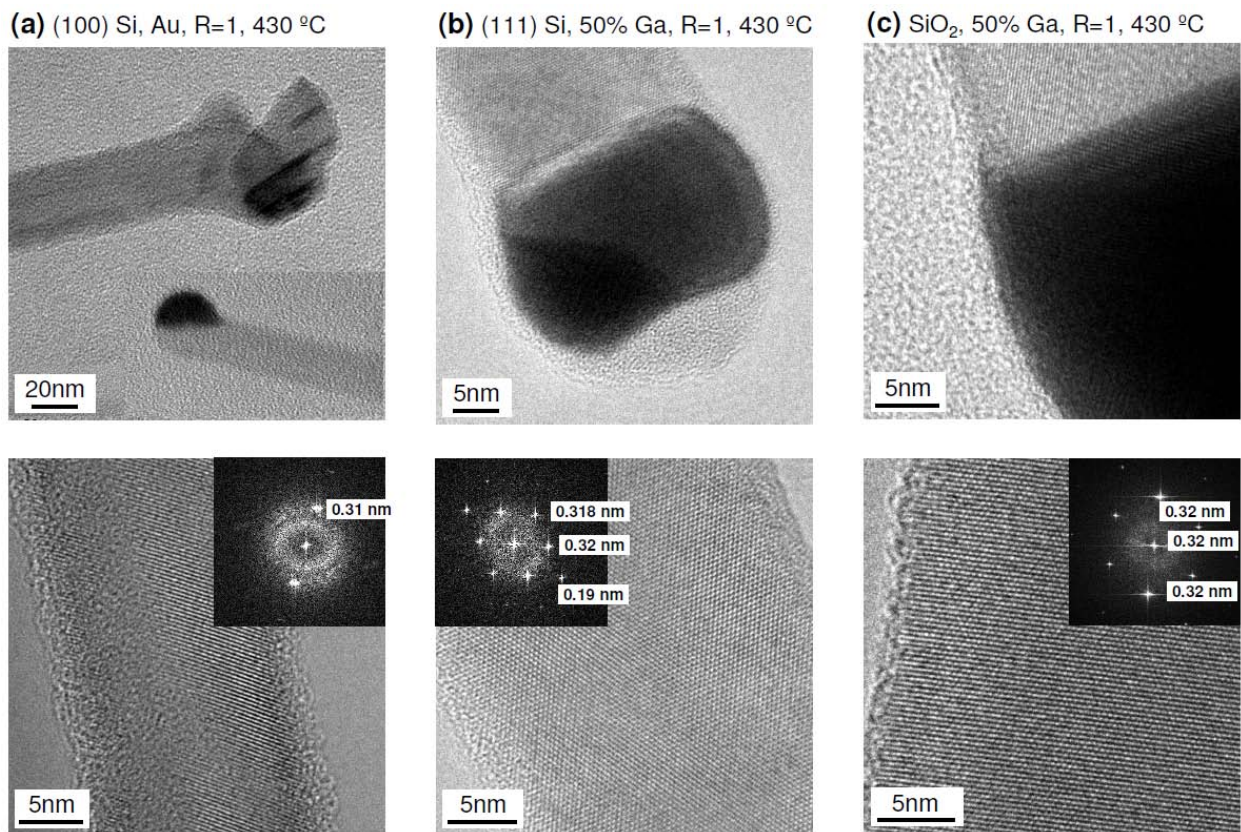 (a) (100) Si, Au, R=1, 430 ºC
(b) (111) Si, 50% Ga, R=1, 430 ºC
(c) SiO₂, 50% Ga, R=1, 430 ºC
20nm
5nm
5nm
0.31 nm
5nm
0.318 nm
0.32 nm
0.19 nm
5nm
0.32 nm
0.32 nm
0.32 nm
5nm